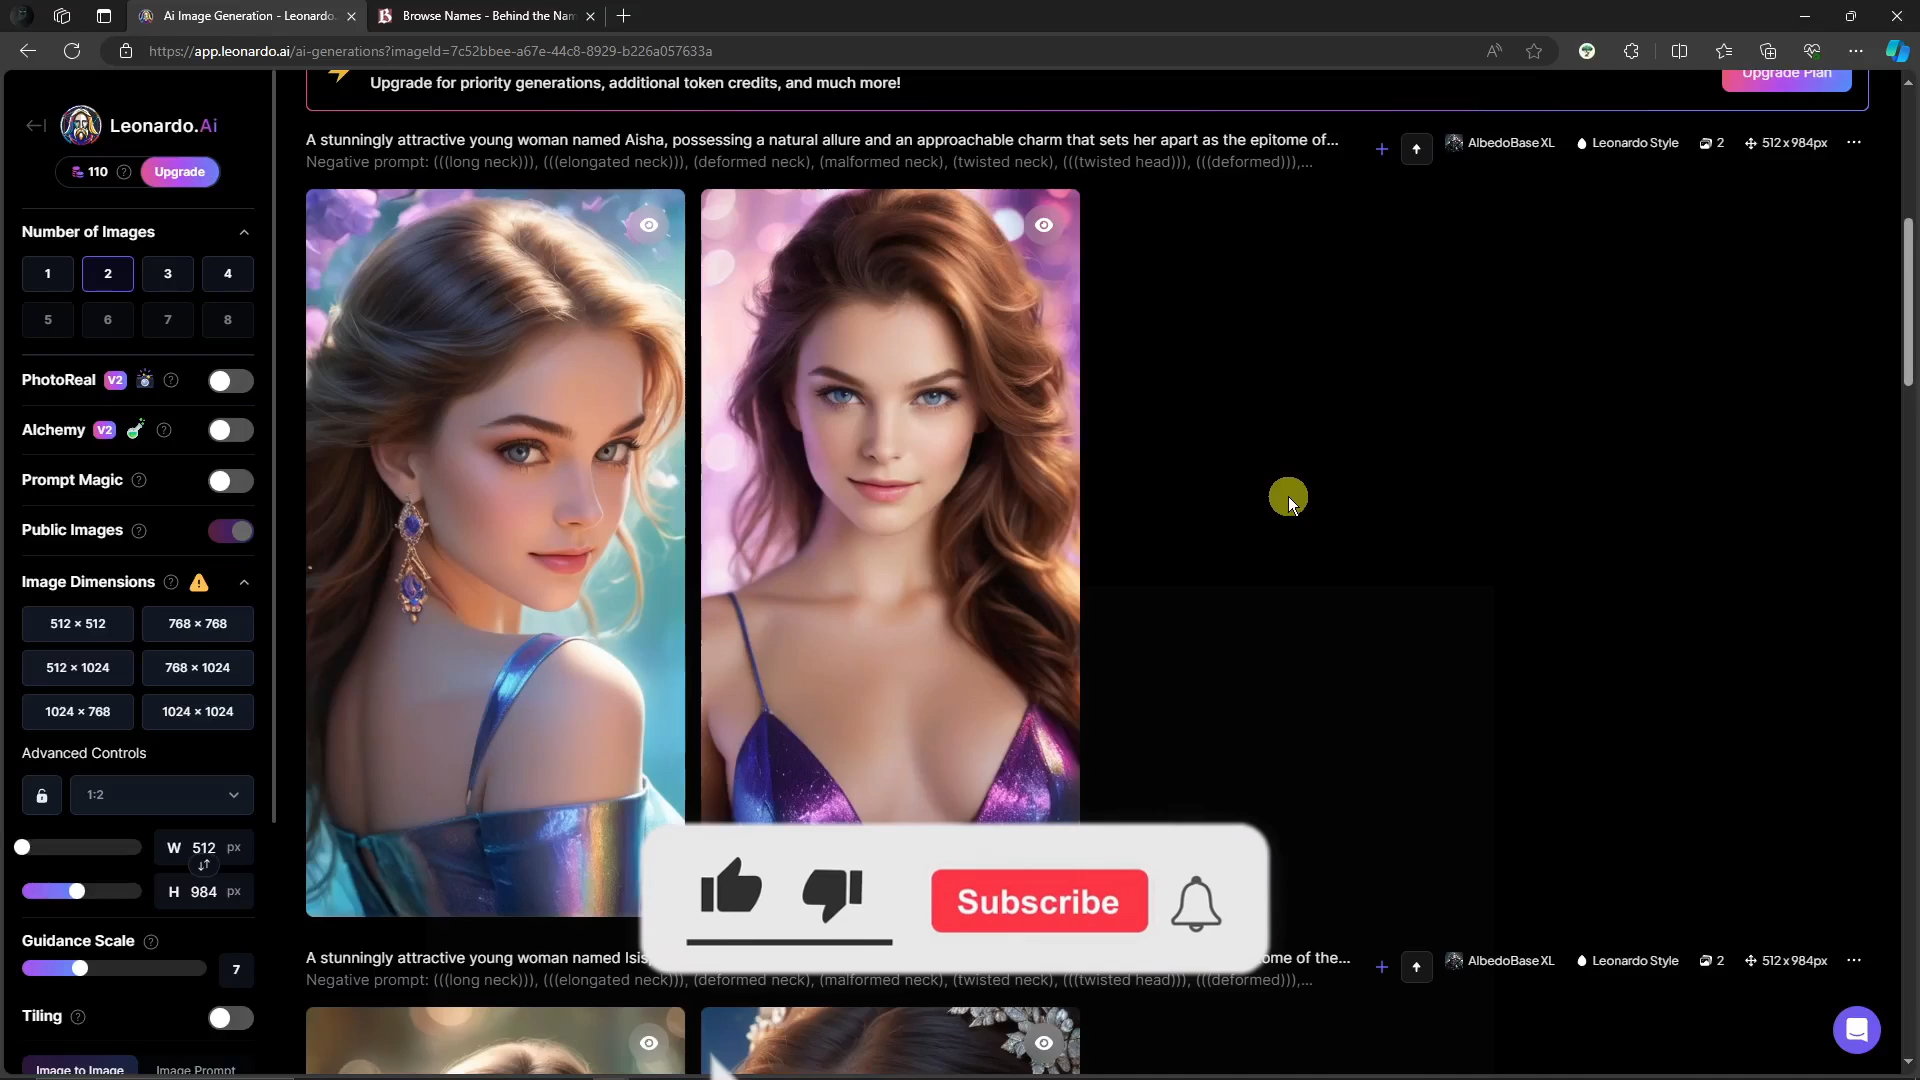 Ai Image Generation - Leonardo.
Browse Names - Behind the Nam
https://app.leonardo.ai/ai-generations?imageId=7c52bbee-a67e-44c8-8929-b226a057633a
Upgrade for priority generations, additional token credits, and much more!
Upgrade Plan
Leonardo.Ai
110
Upgrade
A stunningly attractive young woman named Aisha, possessing a natural allure and an approachable charm that sets her apart as the epitome of...
Negative prompt: (((long neck))), (((elongated neck))), (deformed neck), (malformed neck), (twisted neck), (((twisted head))), (((deformed))),...
AlbedoBase XL
Leonardo Style
2
512 x 984px
Number of Images
1
2
3
4
5
6
7
8
PhotoReal V2
Alchemy V2
Prompt Magic
Public Images
Image Dimensions
512 × 512
768 × 768
512 × 1024
768 × 1024
1024 × 768
1024 × 1024
Advanced Controls
1:2
W 512 px
H 984 px
Guidance Scale
7
Tiling
Image to Image
Image Prompt
Subscribe
A stunningly attractive young woman named Isis
ome of the...
Negative prompt: (((long neck))), (((elongated neck))), (deformed neck), (malformed neck), (twisted neck), (((twisted head))), (((deformed))),...
AlbedoBase XL
Leonardo Style
2
512 x 984px